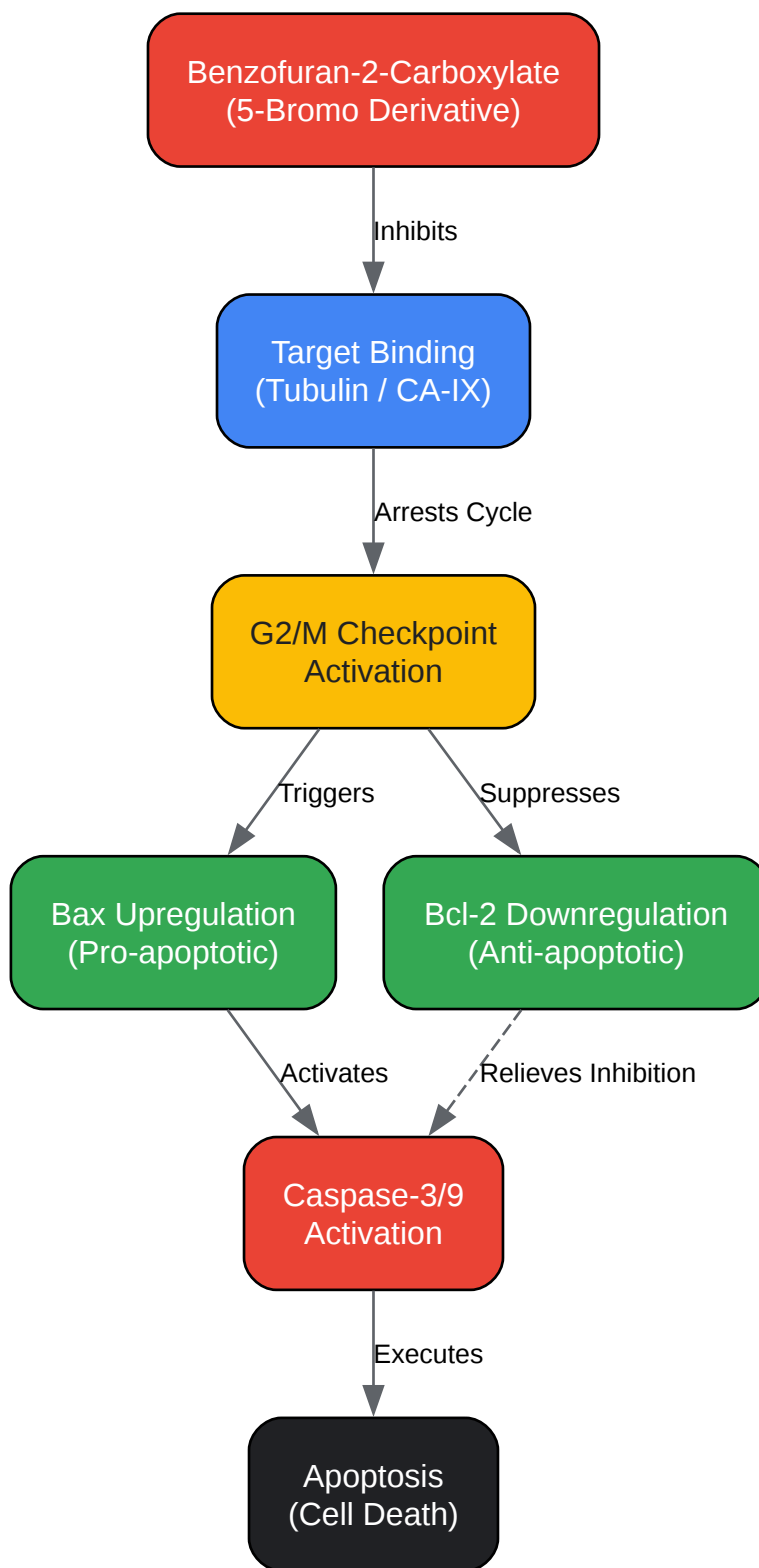 Benzofuran-2-Carboxylate
(5-Bromo Derivative)
Inhibits
Target Binding
(Tubulin / CA-IX)
Arrests Cycle
G2/M Checkpoint
Activation
Triggers
Suppresses
Bax Upregulation
(Pro-apoptotic)
Bcl-2 Downregulation
(Anti-apoptotic)
Activates
Relieves Inhibition
Caspase-3/9
Activation
Executes
Apoptosis
(Cell Death)